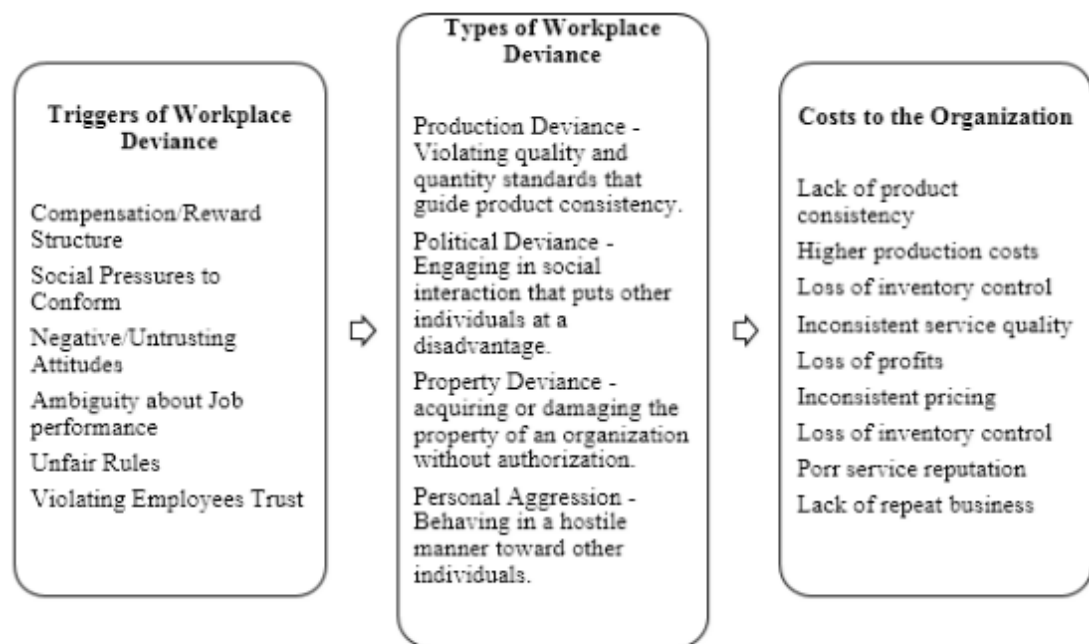 Triggers of Workplace
Deviance
Compensation/Reward
Structure
Social Pressures to
Conform
Negative/Untrusting
Attitudes
Ambiguity about Job
performance
Unfair Rules
Violating Employees Trust
Types of Workplace
Deviance
Production Deviance -
Violating quality and
quantity standards that
guide product consistency.
Political Deviance -
Engaging in social
interaction that puts other
individuals at a
disadvantage.
Property Deviance -
acquiring or damaging the
property of an organization
without authorization.
Personal Aggression -
Behaving in a hostile
manner toward other
individuals.
Costs to the Organization
Lack of product
consistency
Higher production costs
Loss of inventory control
Inconsistent service quality
Loss of profits
Inconsistent pricing
Loss of inventory control
Porr service reputation
Lack of repeat business